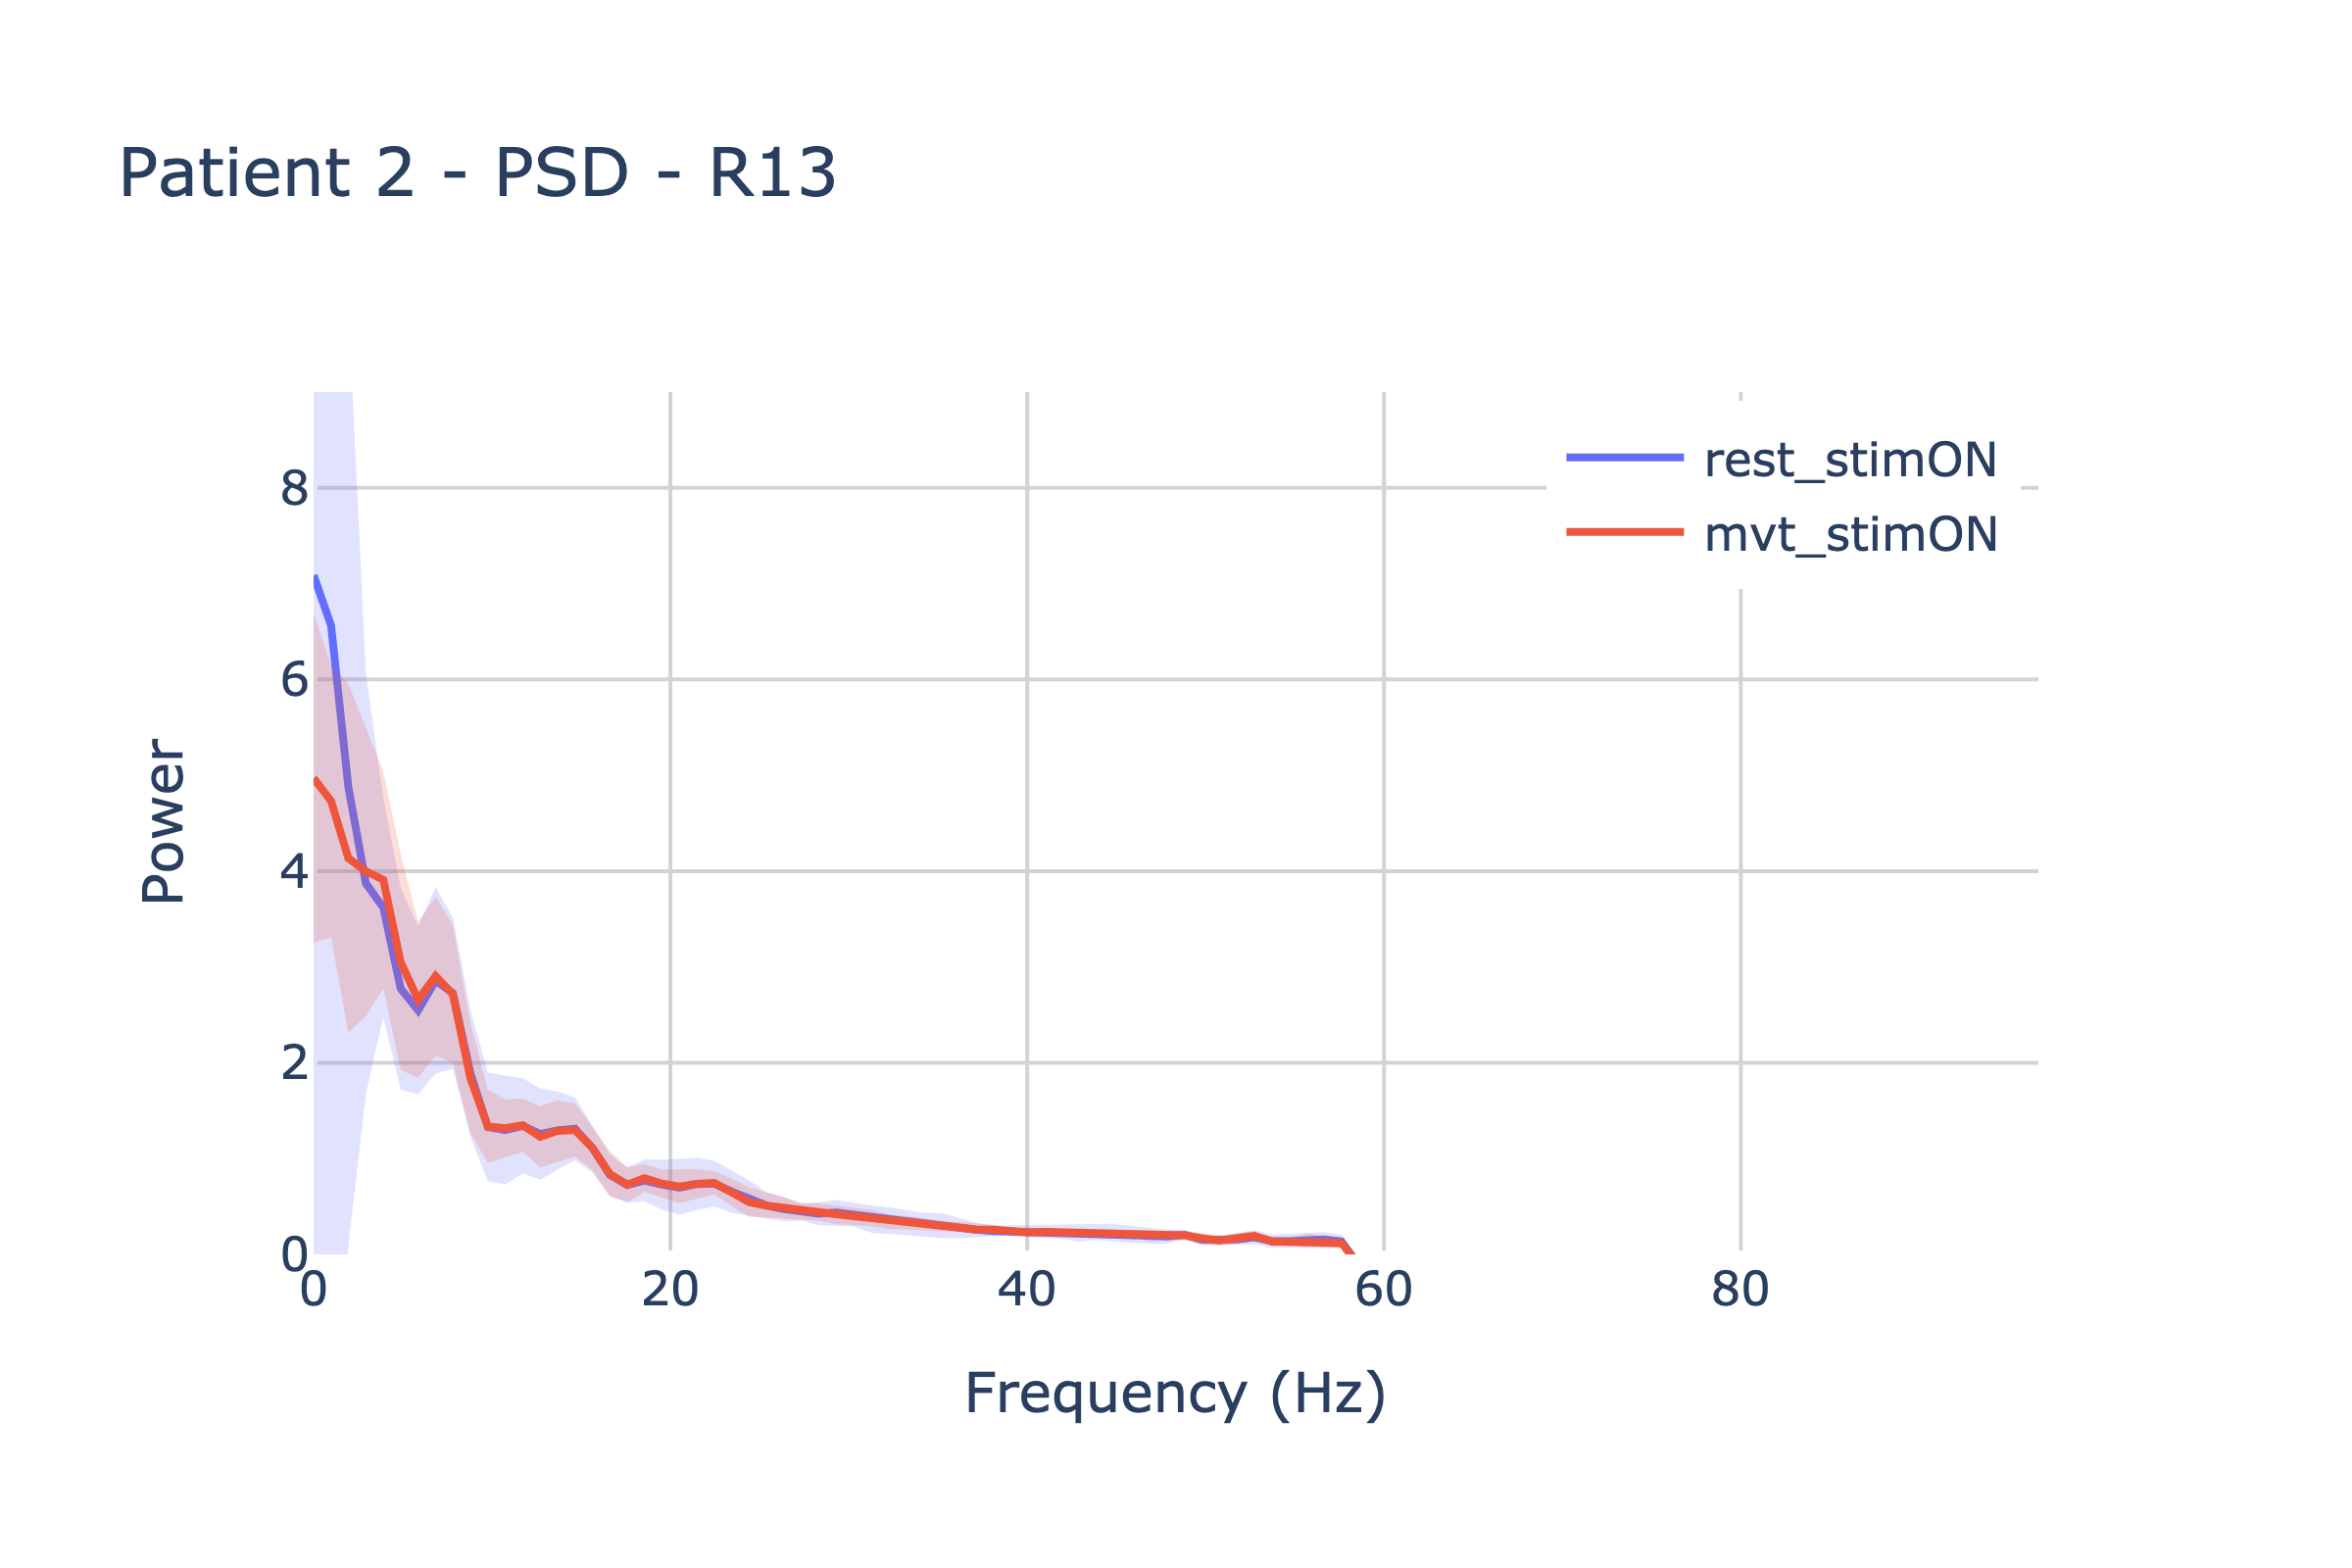 Patient 2 - PSD - R13
rest_stimON
mvt_stimON
8
6
4
2
0
Power
0 20 40 60 80
Frequency (Hz)